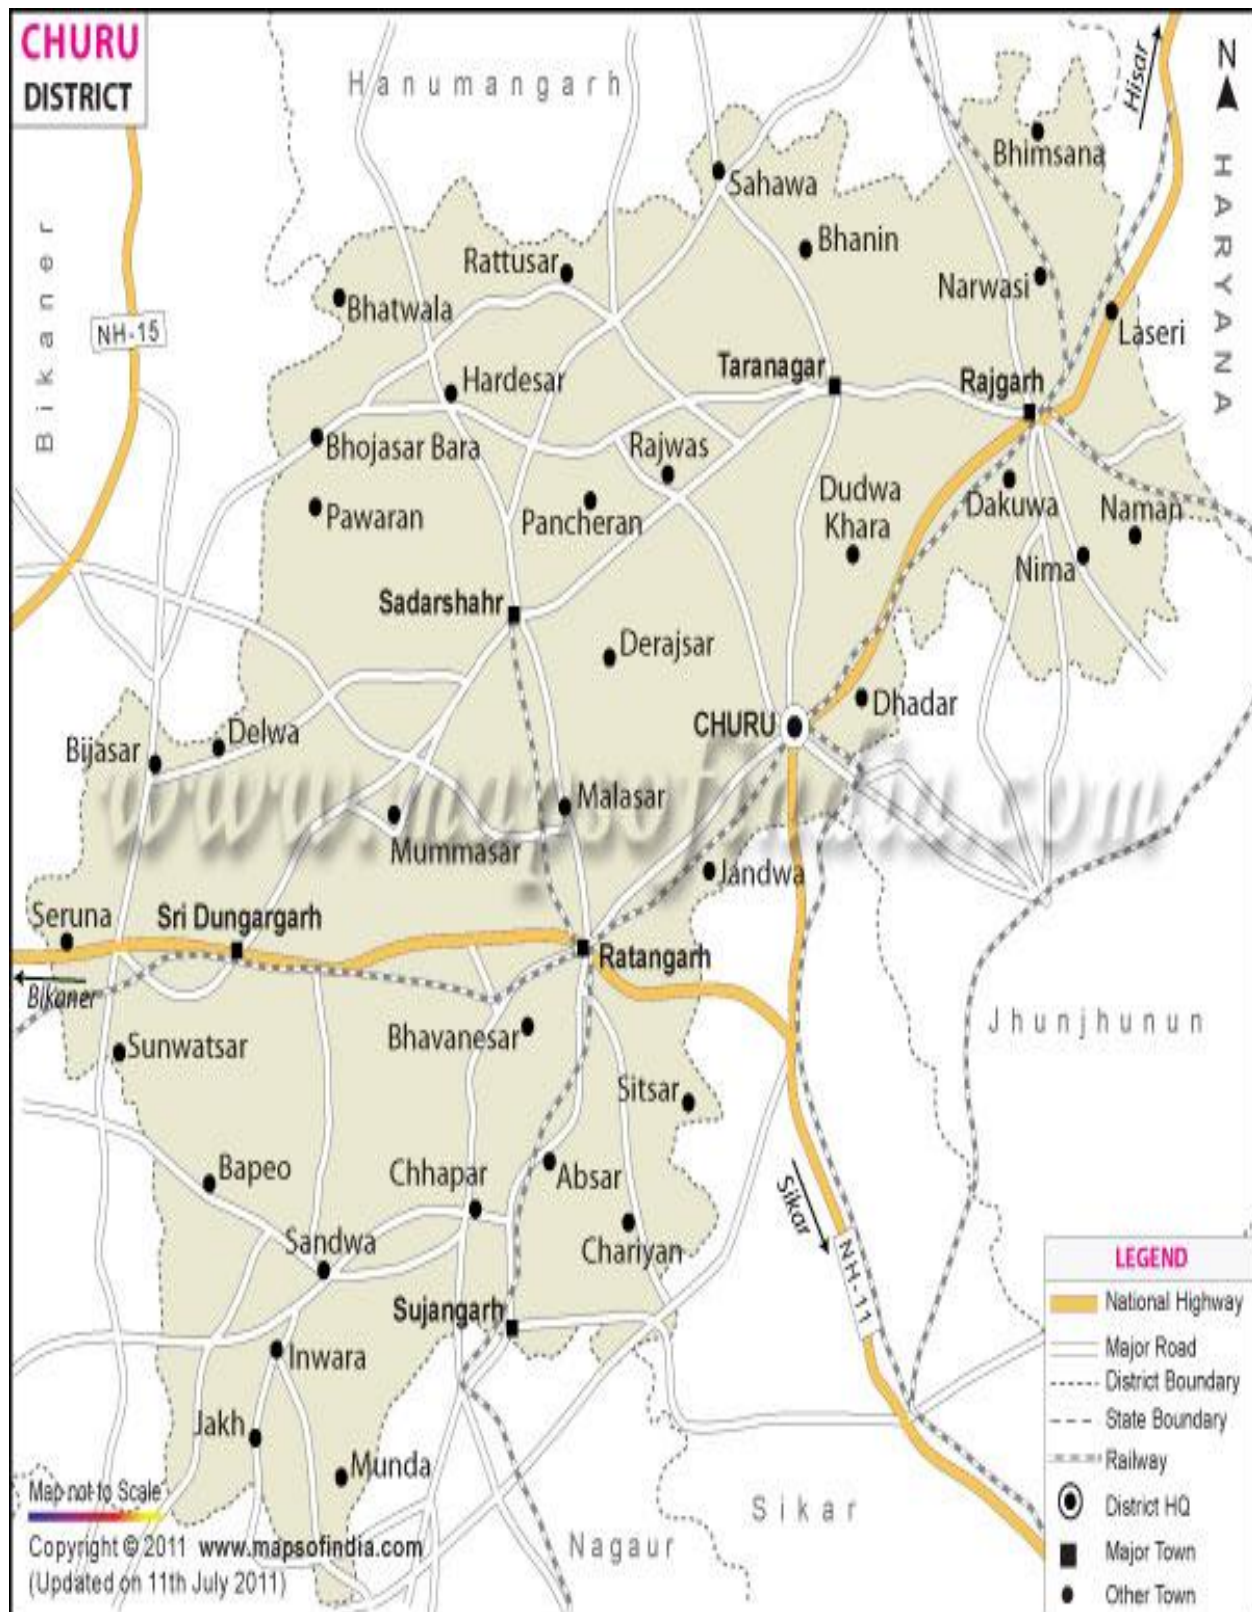 CHURU
DISTRICT
Hanumangarh
Hisar
N
HARYANA
Bhimsana
Sahawa
Bhanin
Rattusar
Narwasi
Bikaner
Bhatwala
Laseri
NH-15
Taranagar
Rajgarh
Hardesar
Bhojasar Bara
Rajwas
Dudwa
Khara
Dakuwa
Naman
Pawaran
Pancheran
Nima
Sadarshahr
Derajsar
Dhadar
CHURU
Delwa
Bijasar
Malasar
www.mapsofindia.com
Mummasar
Jandwa
Seruna
Sri Dungargarh
Ratangarh
Bikaner
Jhunjhunun
Bhavanesar
Sunwatsar
Sitsar
Bapeo
Chhapar
Absar
Sikar
Sandwa
Chariyan
NH-11
Sujangarh
Inwara
Jakh
Munda
Sikar
Nagaur
LEGEND
National Highway
Major Road
District Boundary
State Boundary
Railway
District HQ
Major Town
Other Town
Map not to Scale
Copyright © 2011 www.mapsofindia.com
(Updated on 11th July 2011)